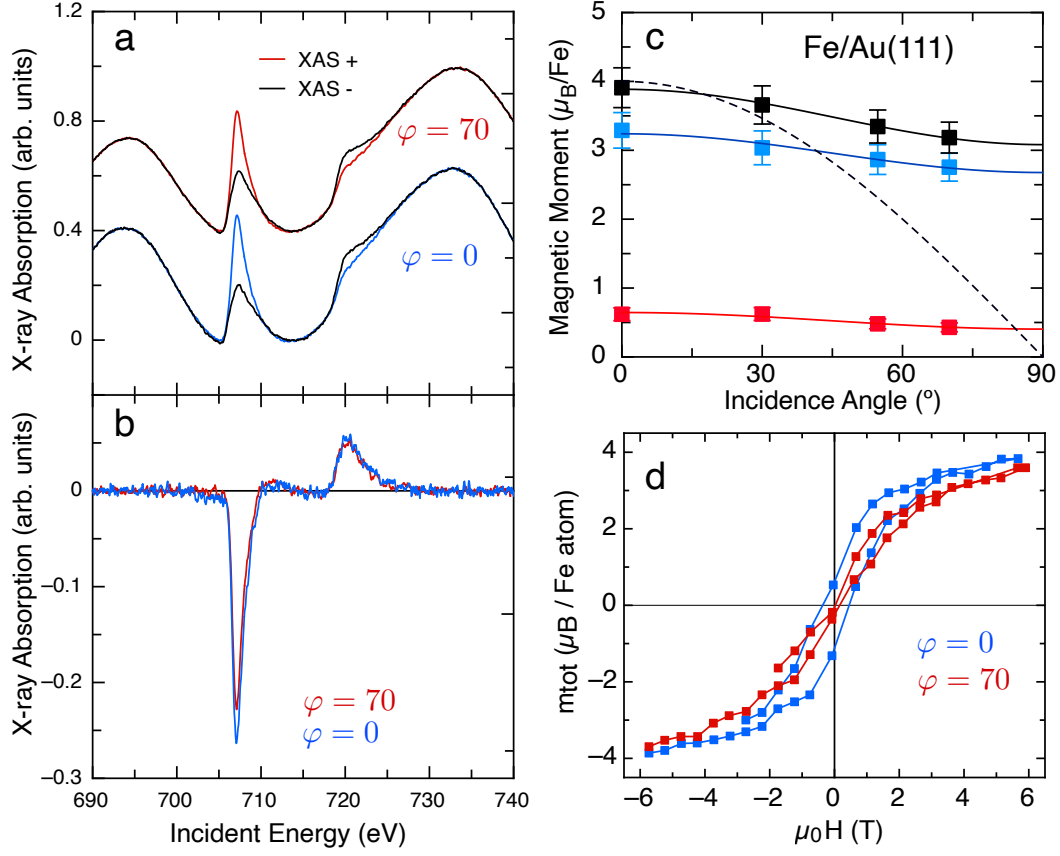 a
XAS +
XAS -
φ = 70
φ = 0
X-ray Absorption (arb. units)
1.2
0.8
0.4
0
b
φ = 70
φ = 0
X-ray Absorption (arb. units)
0
−0.1
−0.2
−0.3
690 700 710 720 730 740
Incident Energy (eV)
c
Fe/Au(111)
Magnetic Moment (μB/Fe)
5
4
3
2
1
0
0 30 60 90
Incidence Angle (º)
d
φ = 0
φ = 70
mtot (μB / Fe atom)
4
2
0
−2
−4
−6 −4 −2 0 2 4 6
μ0H (T)